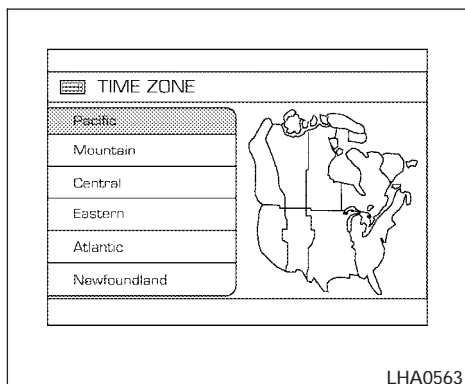 TIME ZONE
Pacific
Mountain
Central
Eastern
Atlantic
Newfoundland
LHA0563